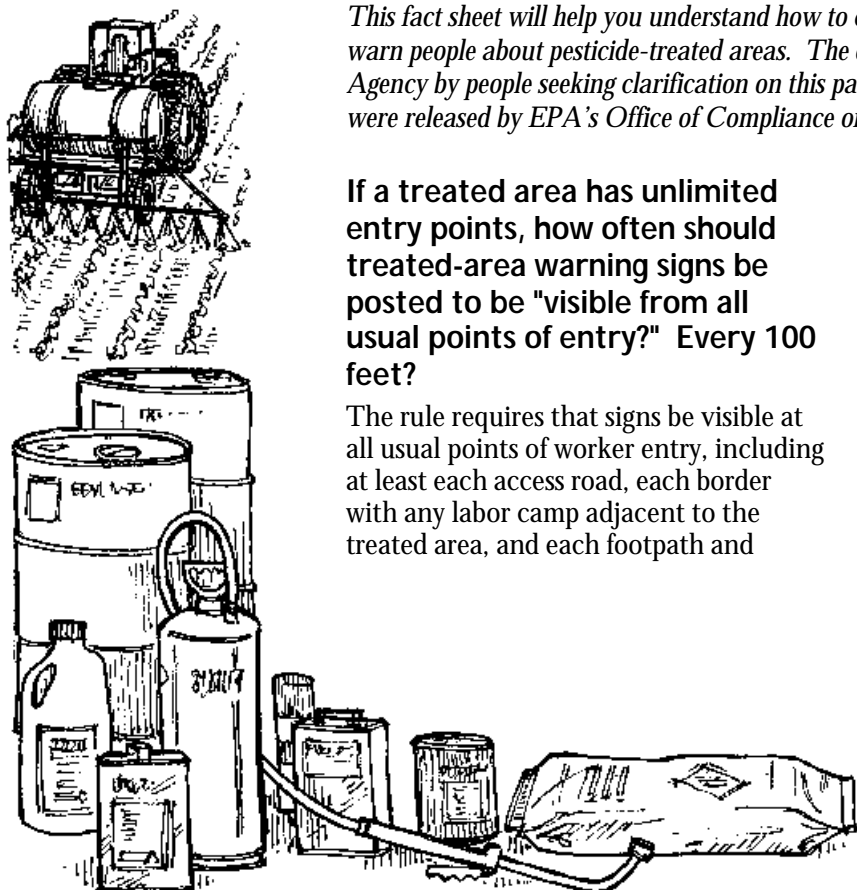 This fact sheet will help you understand how to
warn people about pesticide-treated areas. The
Agency by people seeking clarification on this
were released by EPA's Office of Compliance
If a treated area has unlimited
entry points, how often should
treated-area warning signs be
posted to be "visible from all
usual points of entry?" Every 100
feet?
The rule requires that signs be visible at
all usual points of worker entry, including
at least each access road, each border
with any labor camp adjacent to the
treated area, and each footpath and